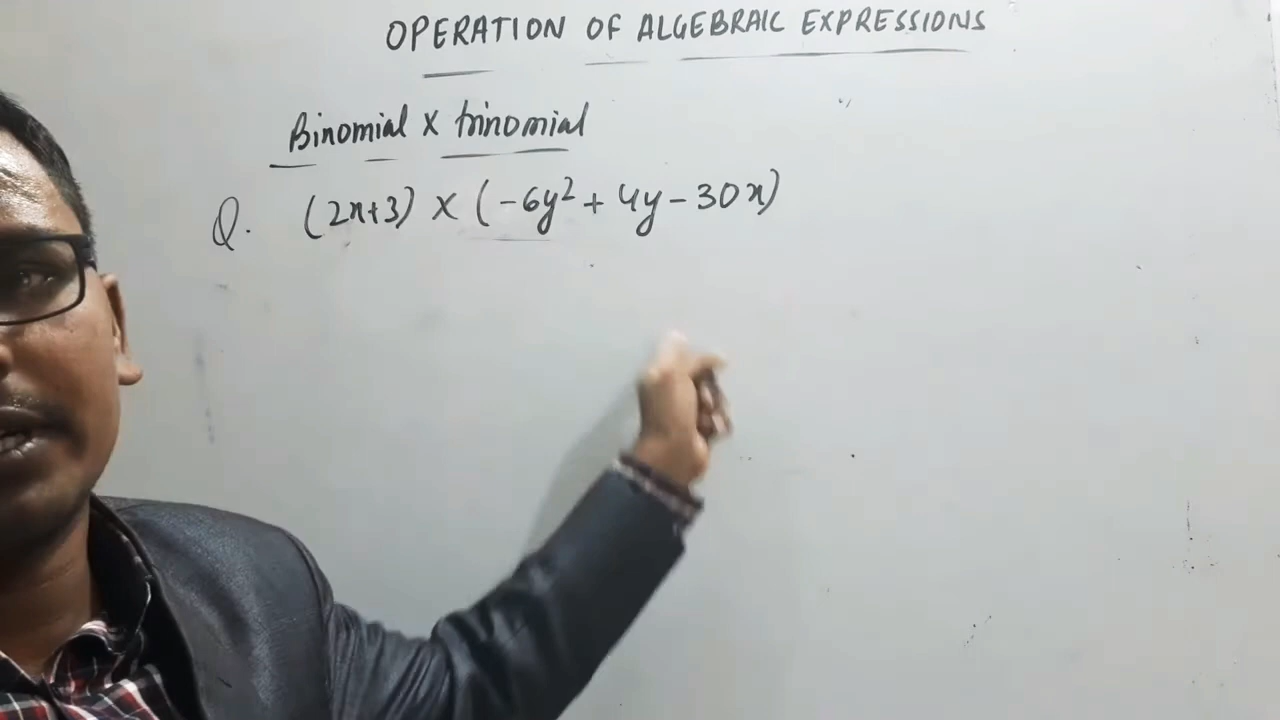 OPERATION OF ALGEBRAIC EXPRESSIONS
Binomial x trinomial
Q. (2x+3) x (-6y² + 4y - 30x)